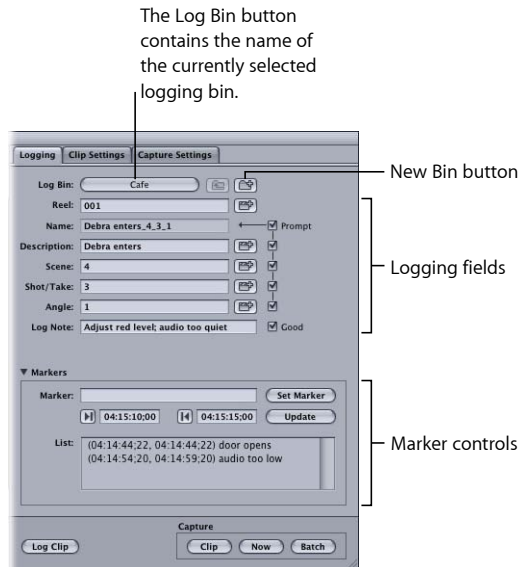 The Log Bin button
contains the name of
the currently selected
logging bin.
Logging Clip Settings Capture Settings
New Bin button
Log Bin: Cafe
Reel: 001
Name: Debra enters_4_3_1 Prompt
Description: Debra enters
Logging fields
Scene: 4
Shot/Take: 3
Angle: 1
Log Note: Adjust red level; audio too quiet Good
Markers
Marker: Set Marker
04:15:10;00 04:15:15;00 Update
List: (04:14:44;22, 04:14:44;22) door opens
Marker controls
(04:14:54;20, 04:14:59;20) audio too low
Capture
Log Clip Clip Now Batch